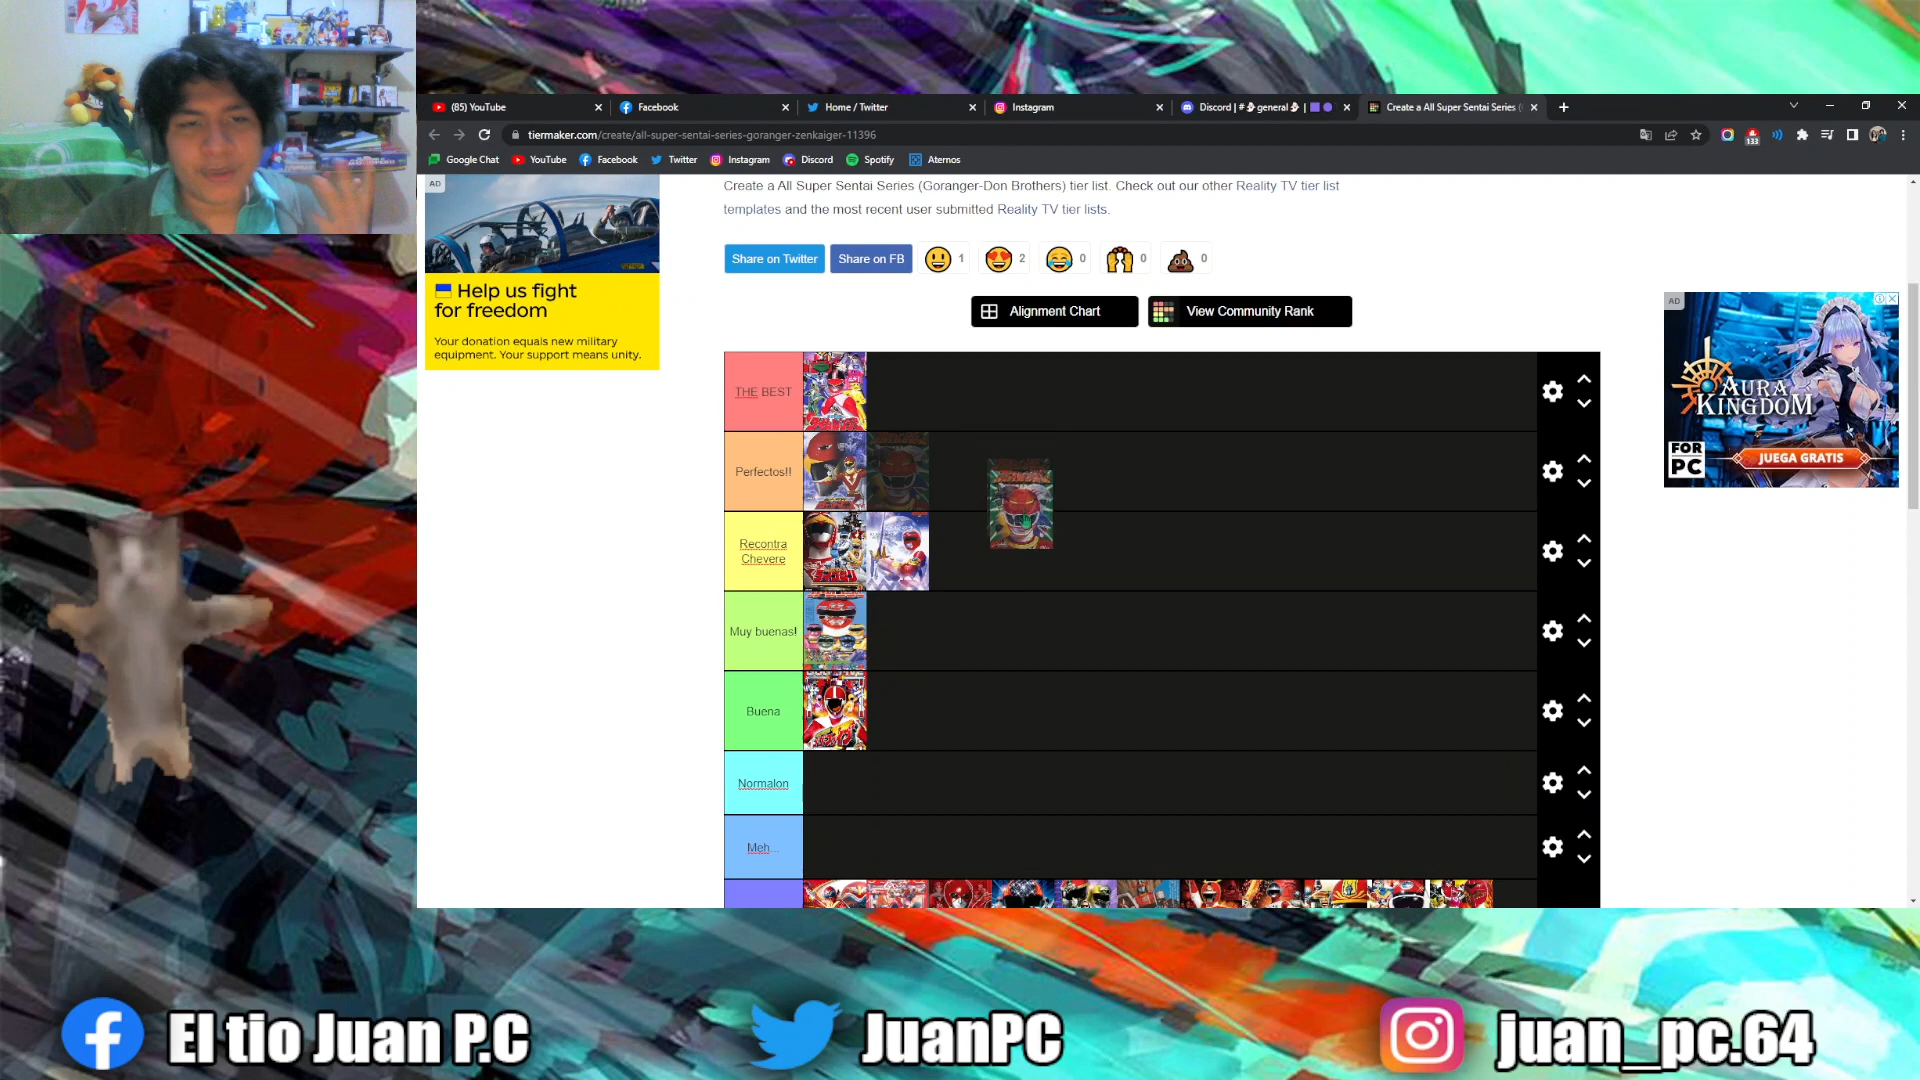 (85) YouTube
Facebook
Home / Twitter
Instagram
Discord | # general |
Create a All Super Sentai Series (
tiermaker.com/create/all-super-sentai-series-goranger-zenkaiger-11396
133
Google Chat
YouTube
Facebook
Twitter
Instagram
Discord
Spotify
Aternos
AD
Help us fight
for freedom
Your donation equals new military
equipment. Your support means unity.
Create a All Super Sentai Series (Goranger-Don Brothers) tier list. Check out our other Reality TV tier list
templates and the most recent user submitted Reality TV tier lists.
Share on Twitter
Share on FB
1
2
0
0
0
Alignment Chart
View Community Rank
AD
AURA
KINGDOM
FOR
PC
JUEGA GRATIS
THE BEST
Perfectos!!
Recontra
Chevere
Muy buenas!
Buena
Normalon
Meh...
El tio Juan P.C
JuanPC
juan_pc.64